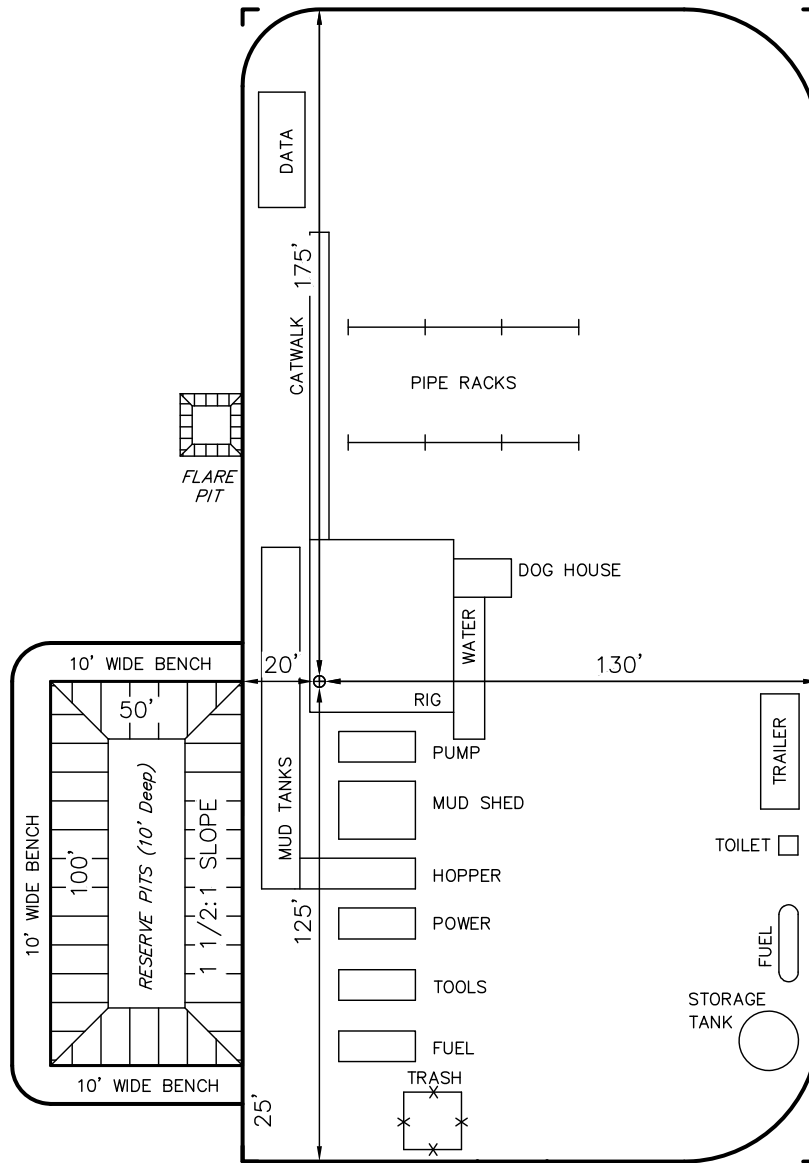 DATA
175'
CATWALK
PIPE RACKS
FLARE
PIT
DOG HOUSE
WATER
10' WIDE BENCH
20'
130'
RIG
50'
PUMP
TRAILER
MUD TANKS
MUD SHED
RESERVE PITS (10' Deep)
1 1/2:1 SLOPE
100'
10' WIDE BENCH
TOILET
HOPPER
125'
POWER
FUEL
TOOLS
STORAGE
TANK
FUEL
10' WIDE BENCH
TRASH
25'